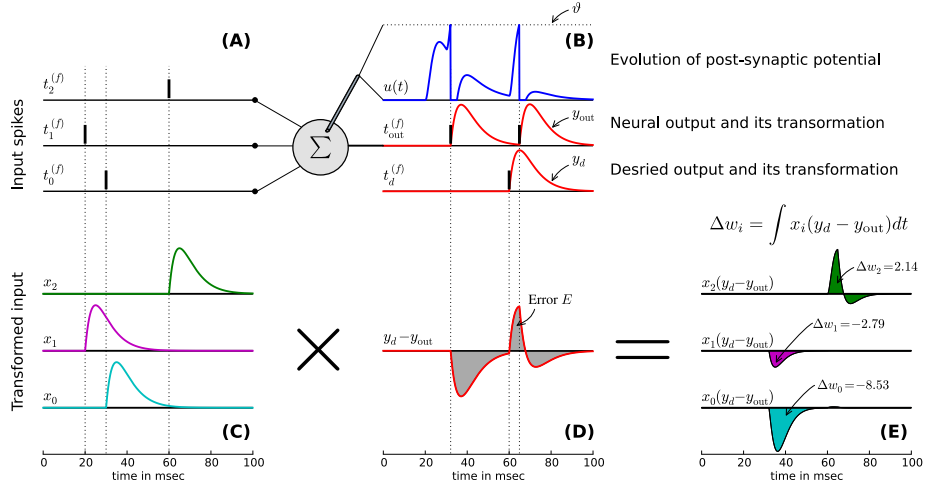 (A)
Input spikes
t_2^{(f)}
t_1^{(f)}
t_0^{(f)}
Σ
ϑ
(B)
u(t)
t_out^{(f)}
y_out
t_d^{(f)}
y_d
Evolution of post-synaptic potential
Neural output and its transormation
Desried output and its transformation
Transformed input
x_2
x_1
x_0
(C)
0 20 40 60 80 100
time in msec
×
y_d − y_out
Error E
(D)
0 20 40 60 80 100
time in msec
=
Δw_i = ∫ x_i(y_d − y_out)dt
x_2(y_d−y_out)
Δw_2=2.14
x_1(y_d−y_out)
Δw_1=−2.79
x_0(y_d−y_out)
Δw_0=−8.53
(E)
0 20 40 60 80 100
time in msec